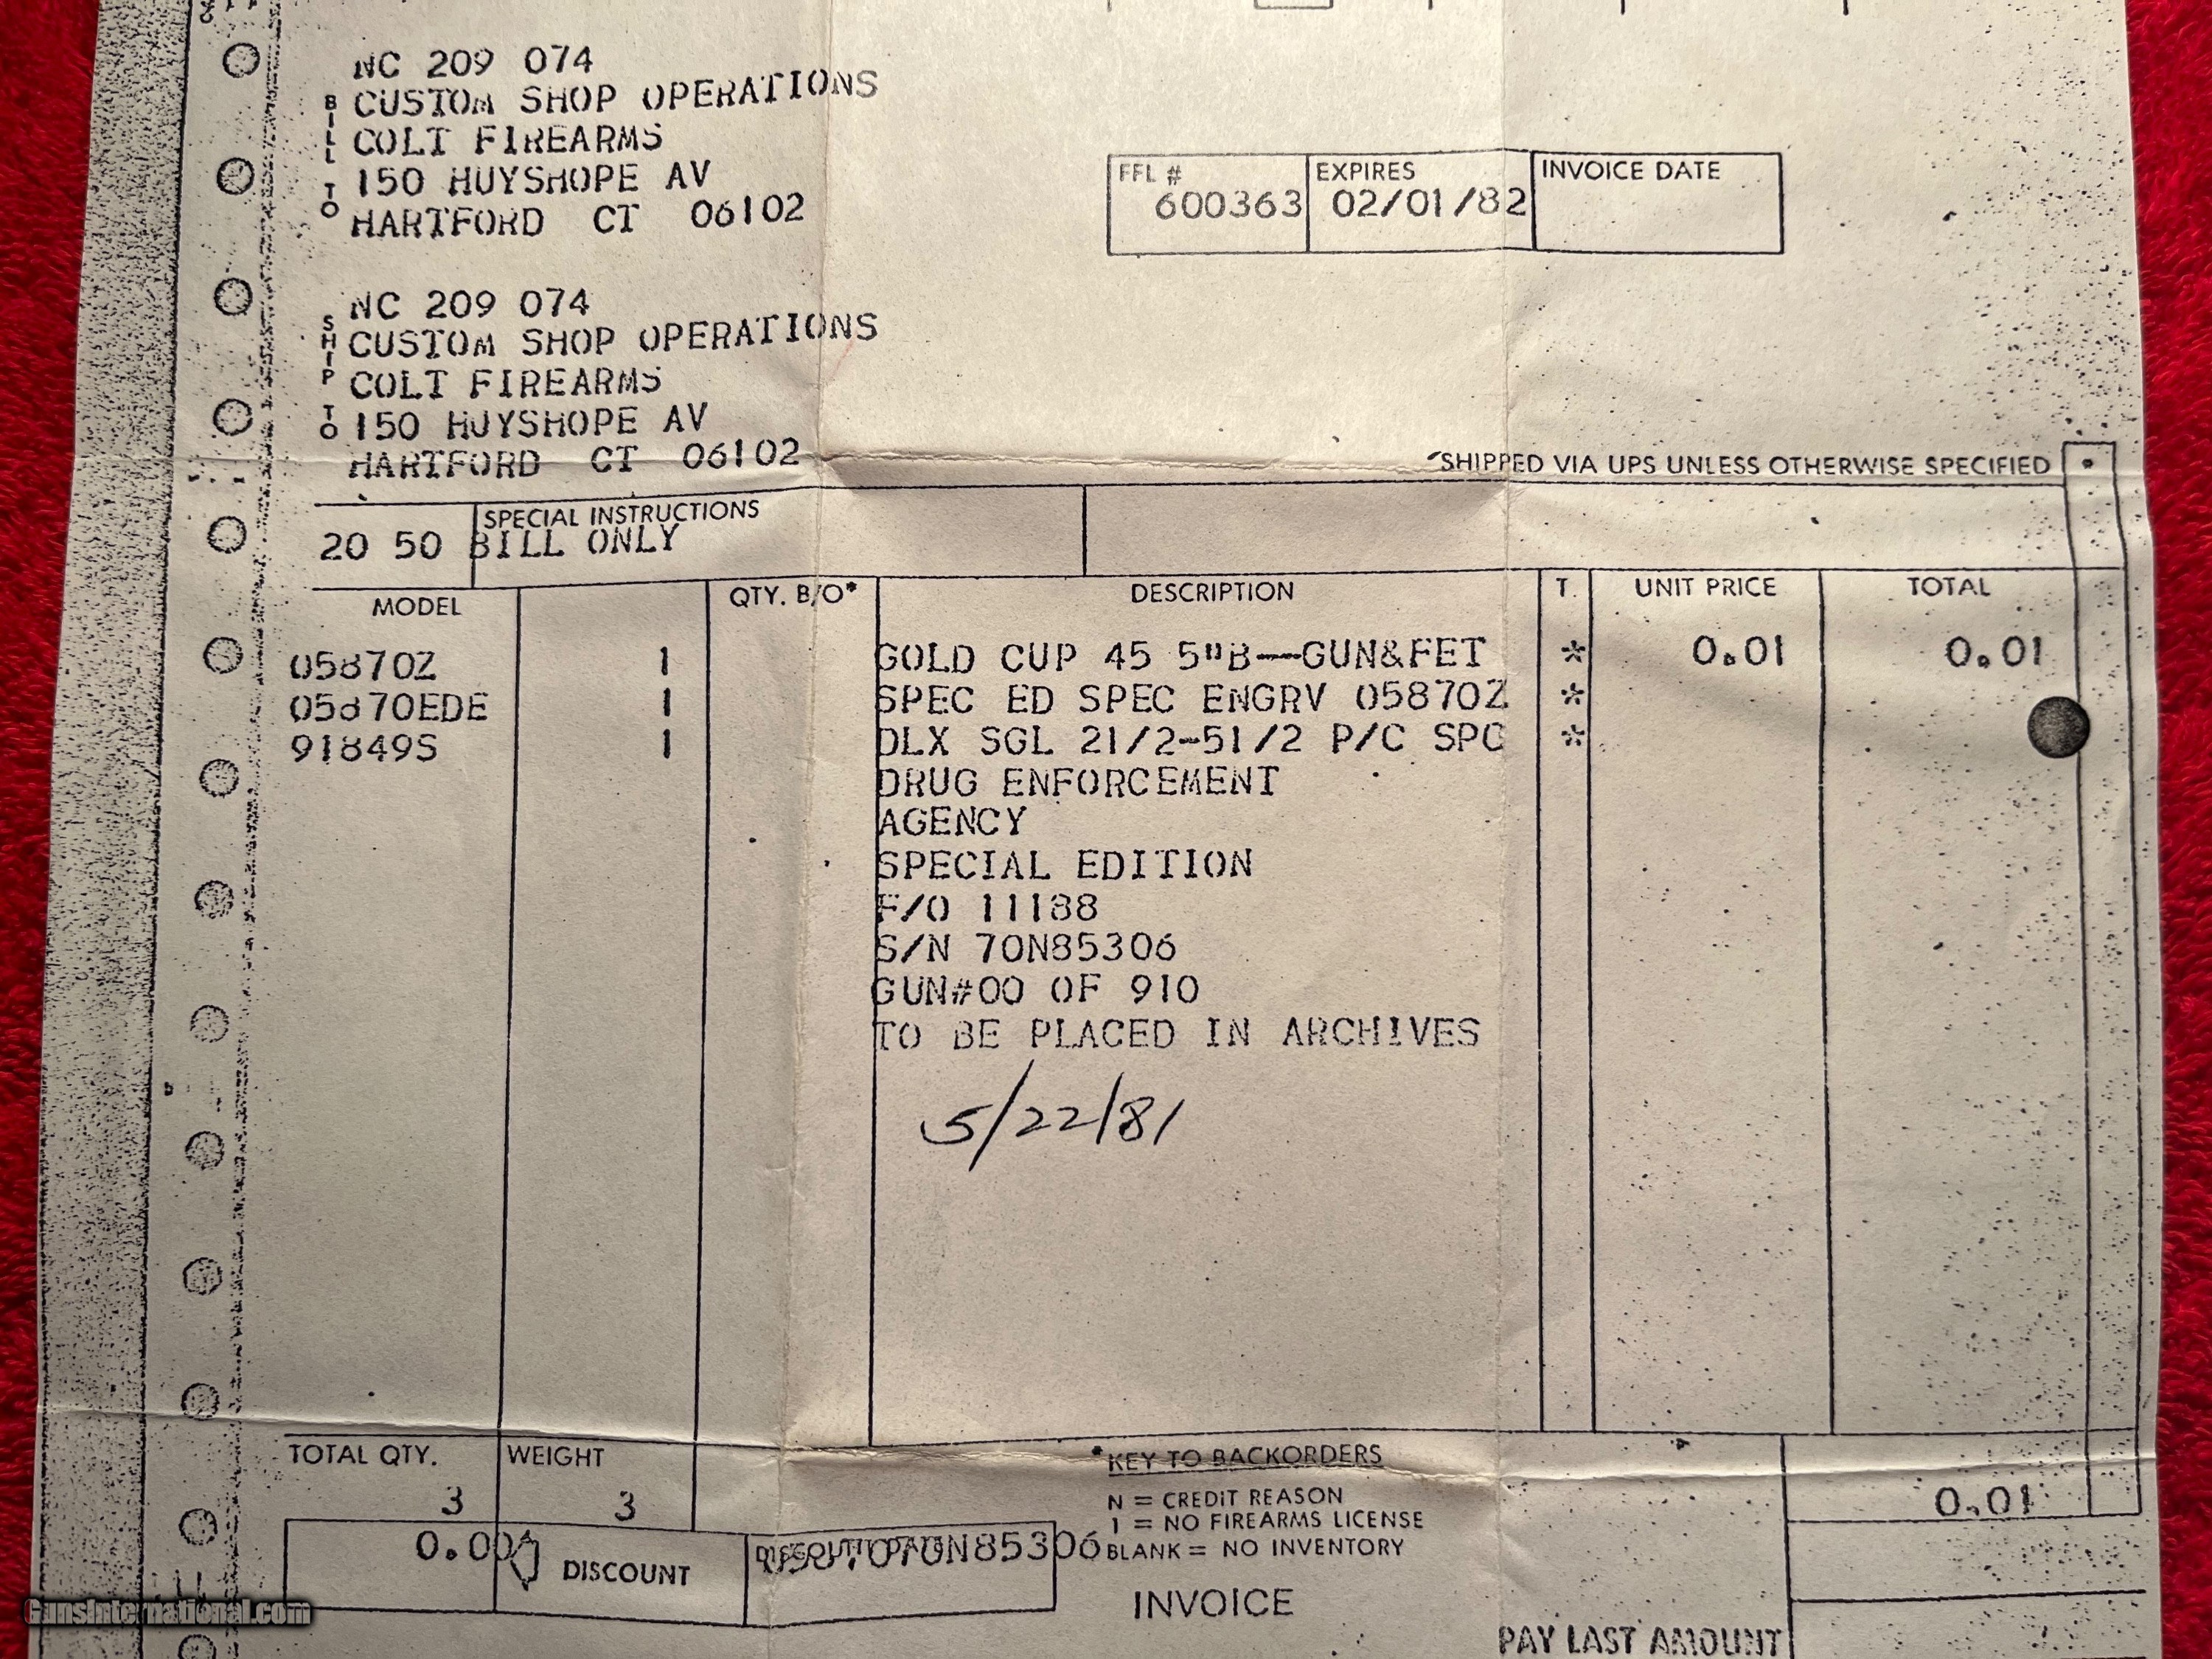 NC 209 074
BILL TO
CUSTOM SHOP OPERATIONS
COLT FIREARMS
150 HUYSHOPE AV
HARTFORD CT 06102
FFL # 600363
EXPIRES 02/01/82
INVOICE DATE
NC 209 074
SHIP TO
CUSTOM SHOP OPERATIONS
COLT FIREARMS
150 HUYSHOPE AV
HARTFORD CT 06102
*SHIPPED VIA UPS UNLESS OTHERWISE SPECIFIED
SPECIAL INSTRUCTIONS
20 50 BILL ONLY
MODEL QTY. B/O* DESCRIPTION T. UNIT PRICE TOTAL
05870Z 1 GOLD CUP 45 5"B--GUN&FET * 0.01 0.01
05870EDE 1 SPEC ED SPEC ENGRV 05870Z *
91849S 1 DLX SGL 21/2-51/2 P/C SPC *
DRUG ENFORCEMENT
AGENCY
SPECIAL EDITION
F/O 11188
S/N 70N85306
GUN#00 OF 910
TO BE PLACED IN ARCHIVES
5/22/81
TOTAL QTY. WEIGHT *KEY TO BACKORDERS
3 3 N = CREDIT REASON 0.01
1 = NO FIREARMS LICENSE
0.00 DISCOUNT BLANK = NO INVENTORY
INVOICE
PAY LAST AMOUNT
GunsInternational.com